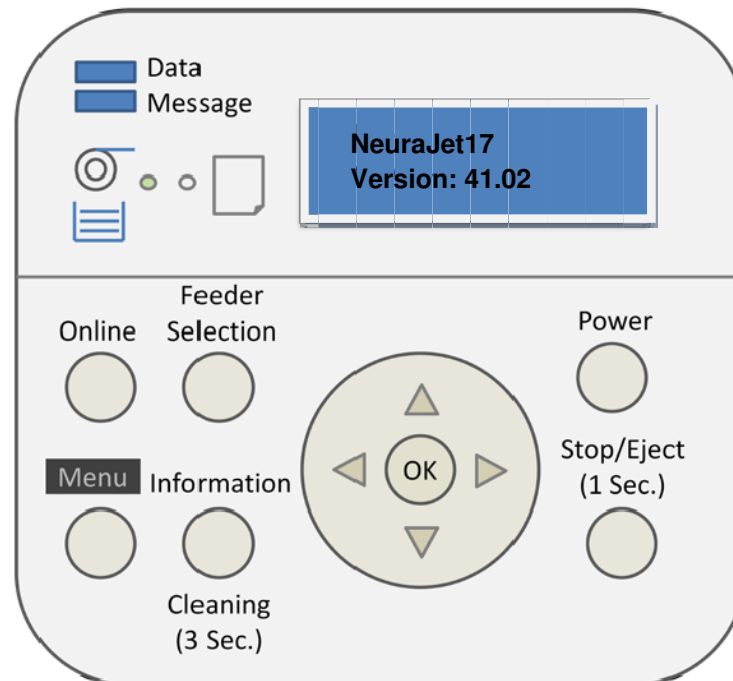 Data
Message
NeuraJet17
Version: 41.02
Online
Feeder
Selection
Power
Menu
Information
OK
Stop/Eject
(1 Sec.)
Cleaning
(3 Sec.)